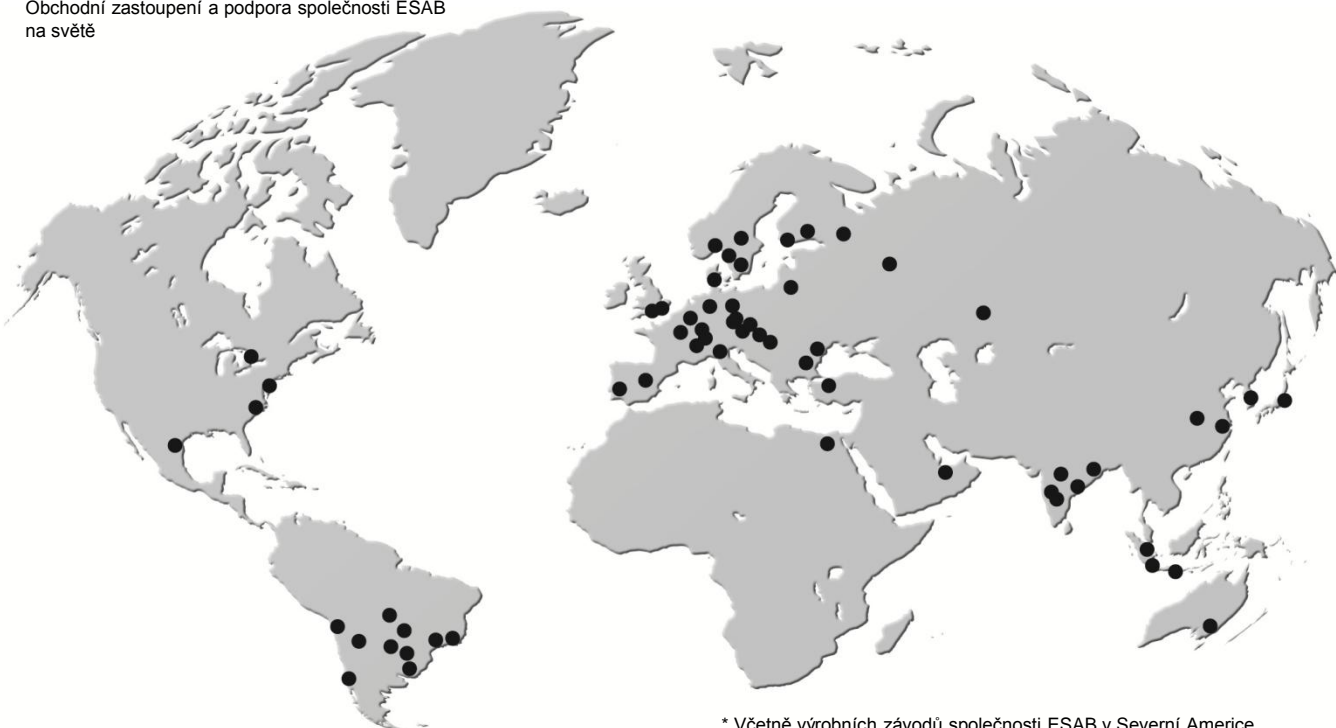 Obchodní zastoupení a podpora společnosti ESAB
na světě
* Včetně výrobních závodů společnosti ESAB v Severní Americe